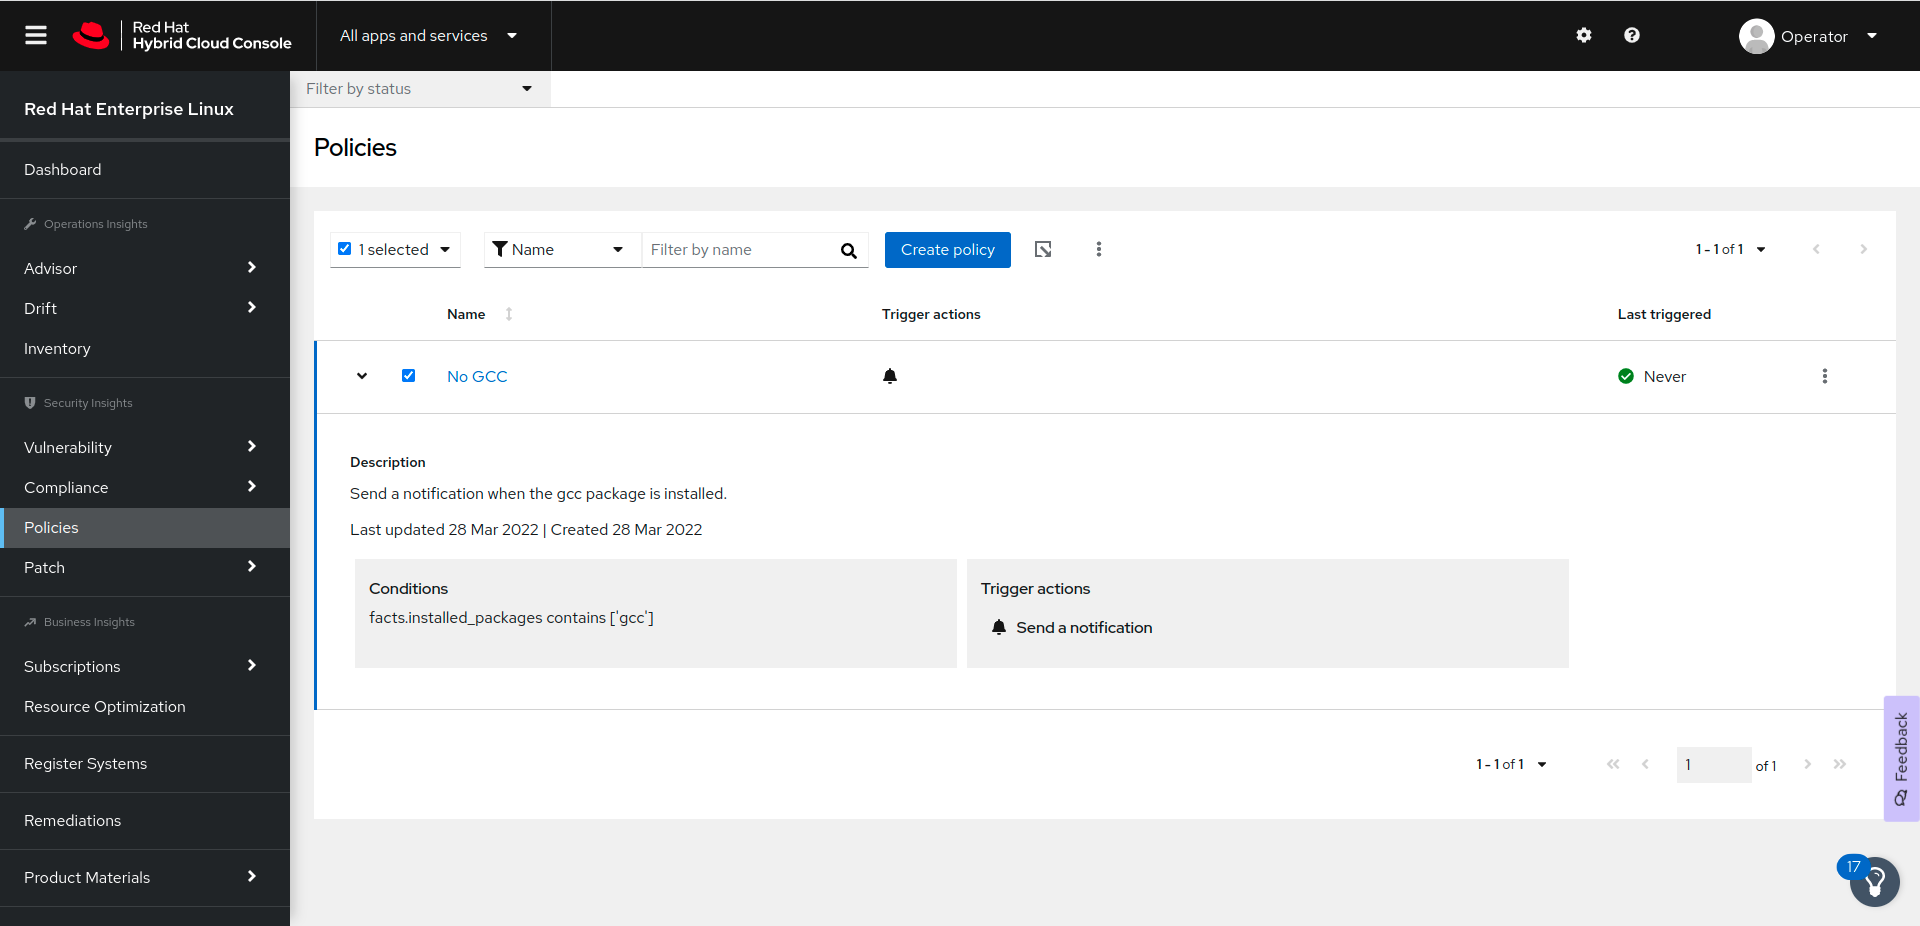 Red Hat
Hybrid Cloud Console
All apps and services
Operator
Filter by status
Red Hat Enterprise Linux
Dashboard
Operations Insights
Advisor
Drift
Inventory
Security Insights
Vulnerability
Compliance
Policies
Patch
Business Insights
Subscriptions
Resource Optimization
Register Systems
Remediations
Product Materials
Policies
1 selected
Name
Filter by name
Create policy
1 - 1 of 1
Name
Trigger actions
Last triggered
No GCC
Never
Description
Send a notification when the gcc package is installed.
Last updated 28 Mar 2022 | Created 28 Mar 2022
Conditions
facts.installed_packages contains ['gcc']
Trigger actions
Send a notification
1 - 1 of 1
1
of 1
Feedback
17